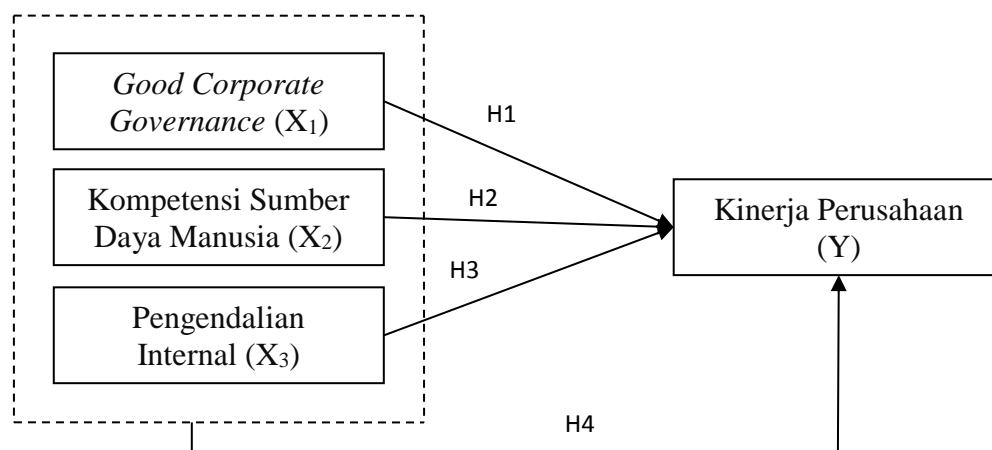 Good Corporate
Governance (X₁)
H1
Kompetensi Sumber
Daya Manusia (X₂)
H2
Kinerja Perusahaan
(Y)
H3
Pengendalian
Internal (X₃)
H4